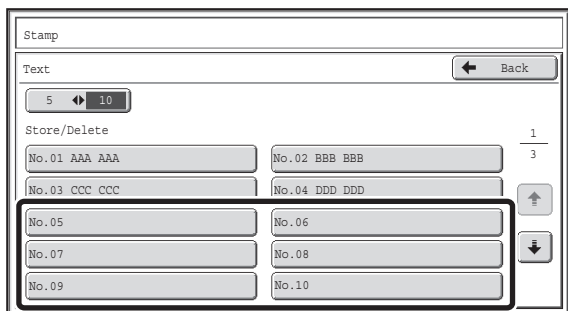 Stamp
Text
Back
5 10
Store/Delete
1
3
No.01 AAA AAA
No.02 BBB BBB
No.03 CCC CCC
No.04 DDD DDD
No.05
No.06
No.07
No.08
No.09
No.10